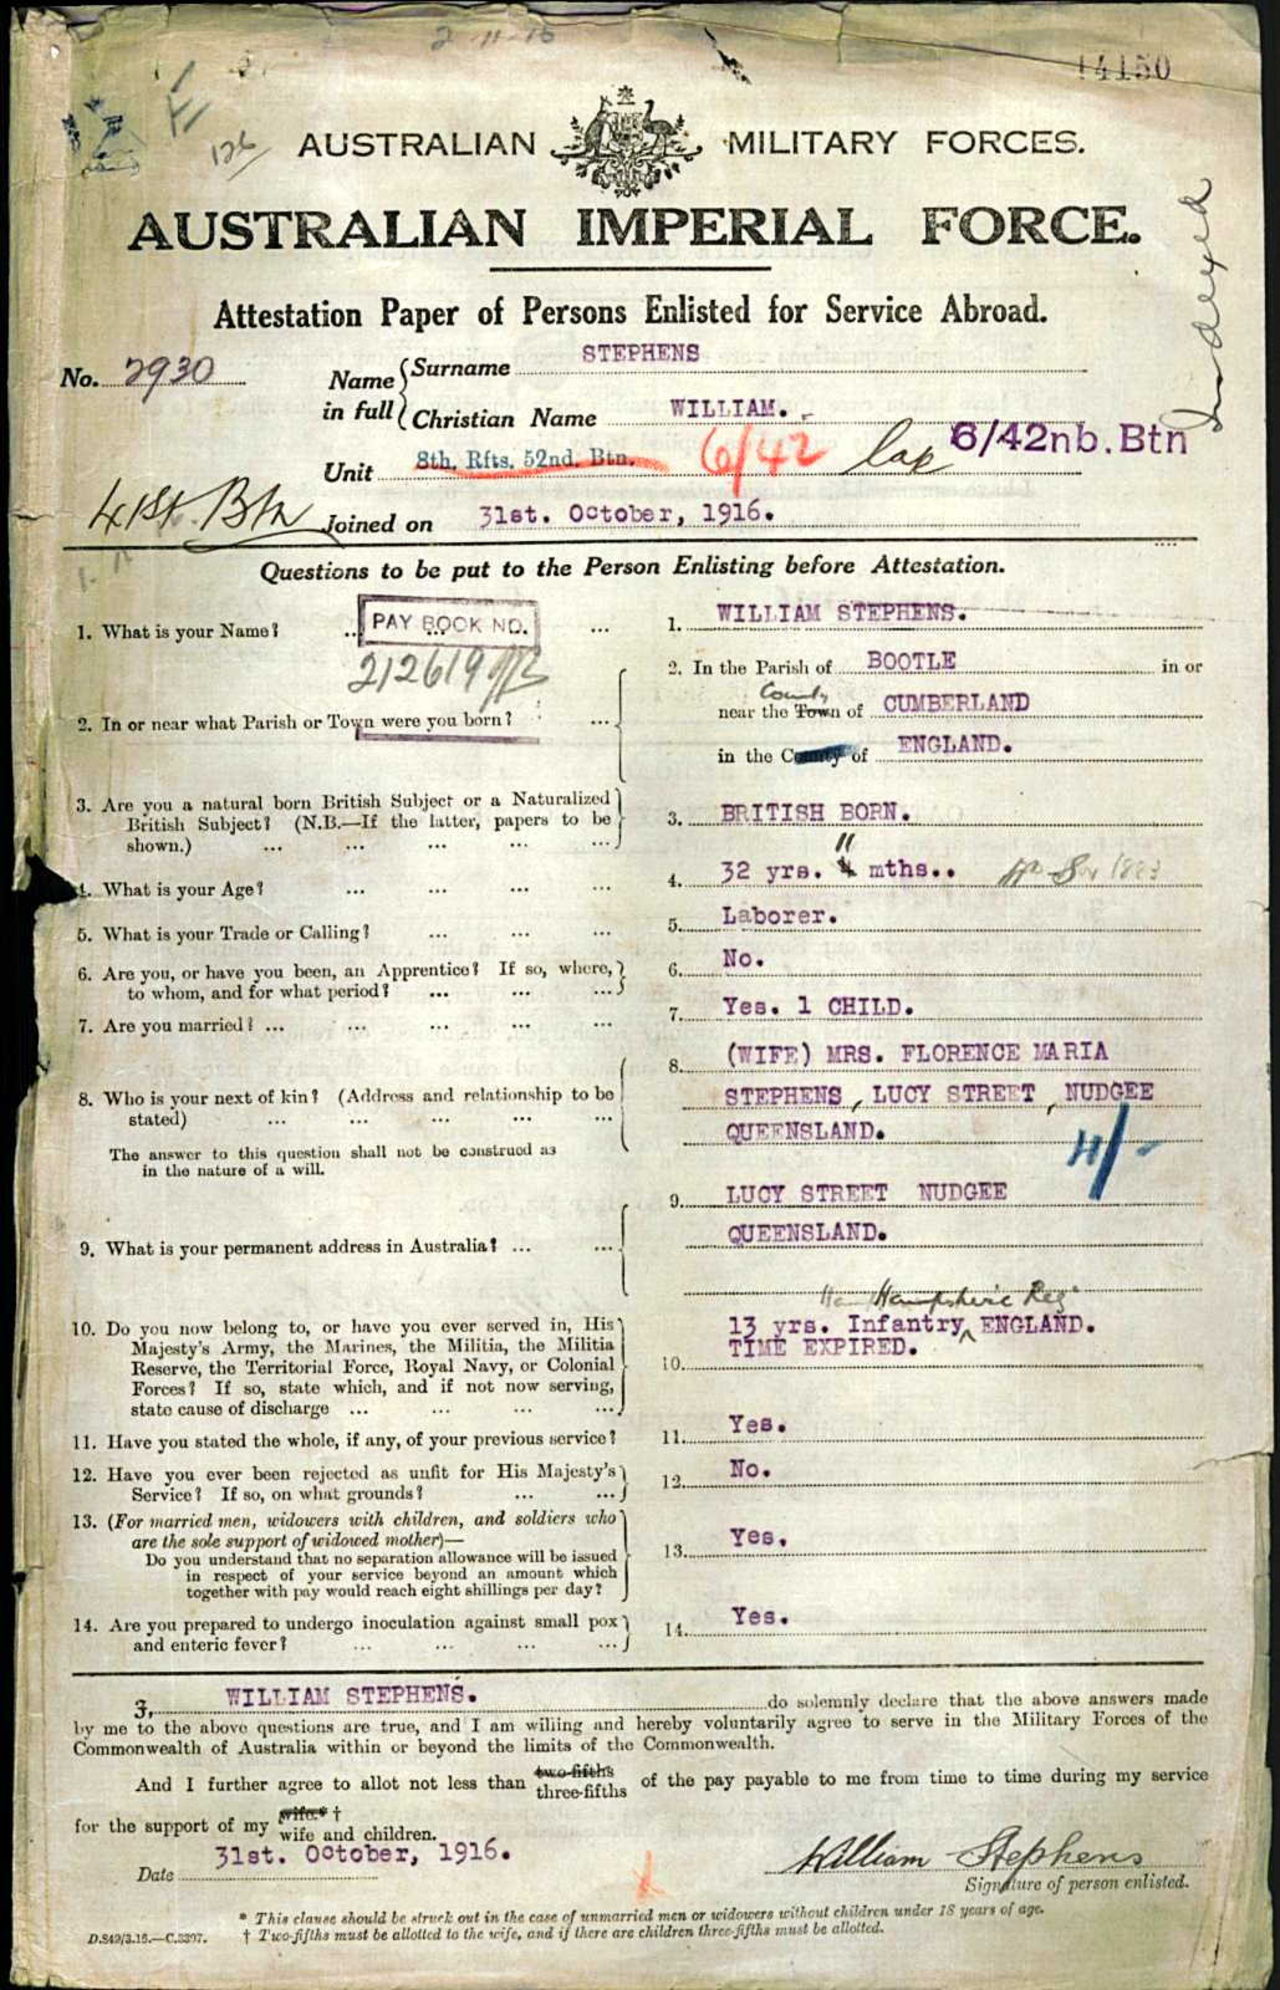 2-11-16
14150
126
AUSTRALIAN MILITARY FORCES.
AUSTRALIAN IMPERIAL FORCE.
Indexed
Attestation Paper of Persons Enlisted for Service Abroad.
No. 2930
Name in full
Surname STEPHENS
Christian Name WILLIAM.
Unit 8th. Rfts. 52nd. Btn. 6/42 6/42nb. Btn
41st Btn
Joined on 31st. October, 1916.
Questions to be put to the Person Enlisting before Attestation.
1. What is your Name? ... ... 1. WILLIAM STEPHENS.
PAY BOOK NO.
212619
2. In or near what Parish or Town were you born? ... 2. In the Parish of BOOTLE in or
County
near the Town of CUMBERLAND
in the County of ENGLAND.
3. Are you a natural born British Subject or a Naturalized
British Subject? (N.B.—If the latter, papers to be
shown.) ... ... ... ... ... 3. BRITISH BORN.
11
4. What is your Age? ... ... ... ... 4. 32 yrs. 4 mths..
5. What is your Trade or Calling? ... ... ... 5. Laborer.
6. Are you, or have you been, an Apprentice? If so, where,
to whom, and for what period? ... ... ... 6. No.
7. Are you married? ... ... ... ... ... 7. Yes. 1 CHILD.
8. Who is your next of kin? (Address and relationship to be
stated) ... ... ... ... ...
The answer to this question shall not be construed as
in the nature of a will.
8. (WIFE) MRS. FLORENCE MARIA
STEPHENS, LUCY STREET, NUDGEE
QUEENSLAND.
4/-
9. What is your permanent address in Australia? ... ...
9. LUCY STREET NUDGEE
QUEENSLAND.
10. Do you now belong to, or have you ever served in, His
Majesty's Army, the Marines, the Militia, the Militia
Reserve, the Territorial Force, Royal Navy, or Colonial
Forces? If so, state which, and if not now serving,
state cause of discharge ... ... ... ...
Hampshire Reg
13 yrs. Infantry ENGLAND.
10. TIME EXPIRED.
11. Have you stated the whole, if any, of your previous service? 11. Yes.
12. Have you ever been rejected as unfit for His Majesty's
Service? If so, on what grounds? ... ... 12. No.
13. (For married men, widowers with children, and soldiers who
are the sole support of widowed mother)—
Do you understand that no separation allowance will be issued
in respect of your service beyond an amount which
together with pay would reach eight shillings per day? 13. Yes.
14. Are you prepared to undergo inoculation against small pox
and enteric fever? ... ... ... ... 14. Yes.
I, WILLIAM STEPHENS. do solemnly declare that the above answers made
by me to the above questions are true, and I am willing and hereby voluntarily agree to serve in the Military Forces of the
Commonwealth of Australia within or beyond the limits of the Commonwealth.
And I further agree to allot not less than two-fifths three-fifths of the pay payable to me from time to time during my service
for the support of my wife* † wife and children.
Date 31st. October, 1916.
William Stephens
Signature of person enlisted.
* This clause should be struck out in the case of unmarried men or widowers without children under 18 years of age.
D.849/3.15.—C.3397. † Two-fifths must be allotted to the wife, and if there are children three-fifths must be allotted.